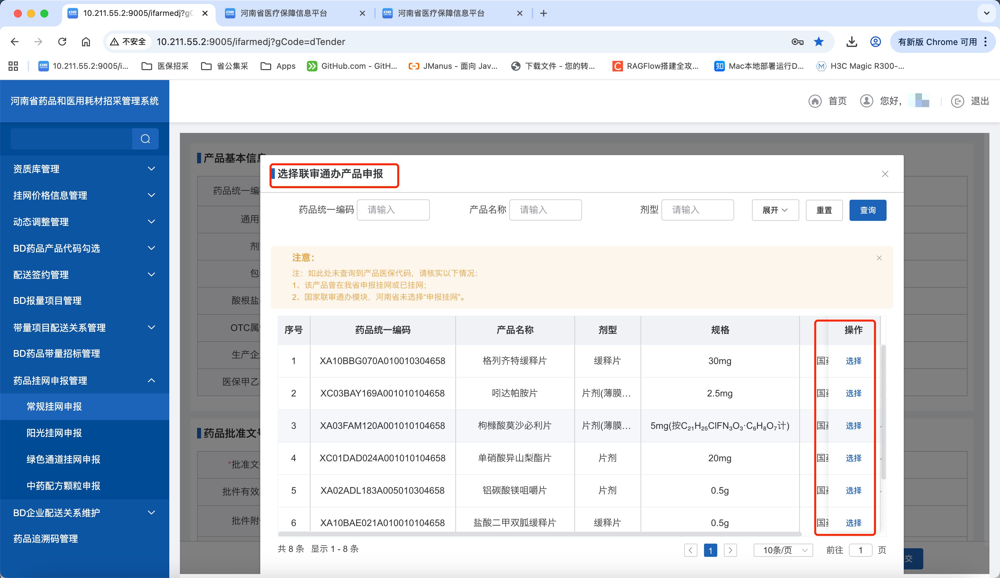 10.211.55.2:9005/ifarmedj?gC
河南省医疗保障信息平台
河南省医疗保障信息平台
不安全
10.211.55.2:9005/ifarmedj?gCode=dTender
有新版 Chrome 可用
10.211.55.2:9005/i...
医保招采
省公集采
Apps
GitHub.com - GitH...
JManus - 面向 Jav...
下载文件 - 您的转...
RAGFlow搭建全攻...
Mac本地部署运行D...
H3C Magic R300-...
河南省药品和医用耗材招采管理系统
首页
您好,
退出
资质库管理
挂网价格信息管理
动态调整管理
BD药品产品代码勾选
配送签约管理
BD报量项目管理
带量项目配送关系管理
BD药品带量招标管理
药品挂网申报管理
常规挂网申报
阳光挂网申报
绿色通道挂网申报
中药配方颗粒申报
BD企业配送关系维护
药品追溯码管理
产品基本信息
药品统一编
通用
剂
包
酸根盐
OTC属
生产企
医保甲乙
药品批准文
*批准文
批件有效
批件附
交
选择联审通办产品申报
药品统一编码 请输入 产品名称 请输入 剂型 请输入 展开 重置 查询
注意：
注：如此处未查询到产品医保代码，请核实以下情况：
1、该产品曾在我省申报挂网或已挂网；
2、国家联审通办模块，河南省未选择“申报挂网”。
序号 药品统一编码 产品名称 剂型 规格 操作
1 XA10BBG070A010010304658 格列齐特缓释片 缓释片 30mg 国药 选择
2 XC03BAY169A001010104658 吲达帕胺片 片剂(薄膜... 2.5mg 国药 选择
3 XA03FAM120A001010104658 枸橼酸莫沙必利片 片剂(薄膜... 5mg(按C₂₁H₂₅ClFN₃O₃·C₆H₈O₇计) 国药 选择
4 XC01DAD024A001010104658 单硝酸异山梨酯片 片剂 20mg 国药 选择
5 XA02ADL183A005010304658 铝碳酸镁咀嚼片 片剂 0.5g 国药 选择
6 XA10BAE021A010010104658 盐酸二甲双胍缓释片 缓释片 0.5g 国药 选择
共 8 条 显示 1 - 8 条
1 10条/页 前往 1 页